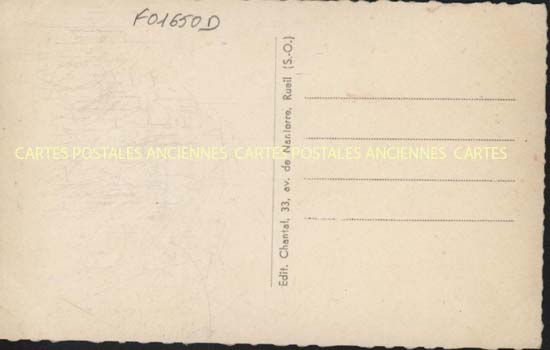 F01650D
CARTES POSTALES ANCIENNES CARTES POSTALES ANCIENNES CARTES
Edit. Chantal, 33, av. de Nanterre, Rueil (S.-O.)